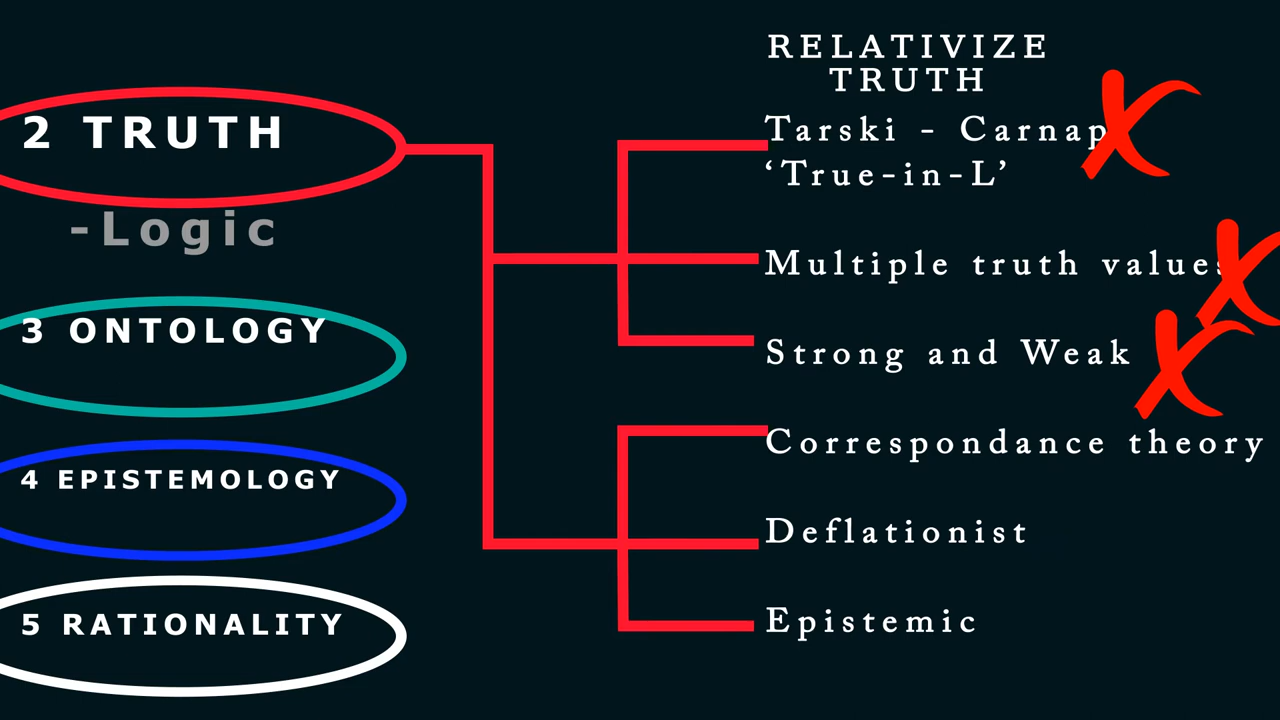 2 TRUTH
-Logic
3 ONTOLOGY
4 EPISTEMOLOGY
5 RATIONALITY
RELATIVIZE
TRUTH
Tarski - Carnap
‘True-in-L’
Multiple truth values
Strong and Weak
Correspondance theory
Deflationist
Epistemic